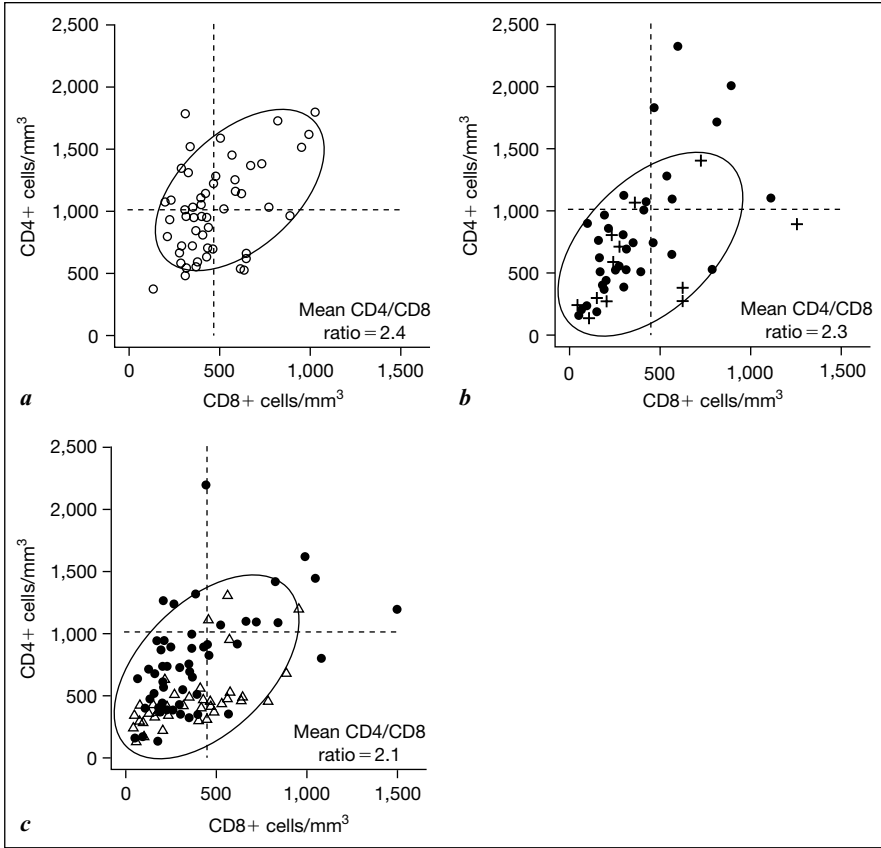 2,500
2,000
1,500
1,000
500
0
CD4+ cells/mm³
0 500 1,000 1,500
CD8+ cells/mm³
Mean CD4/CD8
ratio = 2.4
a
2,500
2,000
1,500
1,000
500
0
CD4+ cells/mm³
0 500 1,000 1,500
CD8+ cells/mm³
Mean CD4/CD8
ratio = 2.3
b
2,500
2,000
1,500
1,000
500
0
CD4+ cells/mm³
0 500 1,000 1,500
CD8+ cells/mm³
Mean CD4/CD8
ratio = 2.1
c